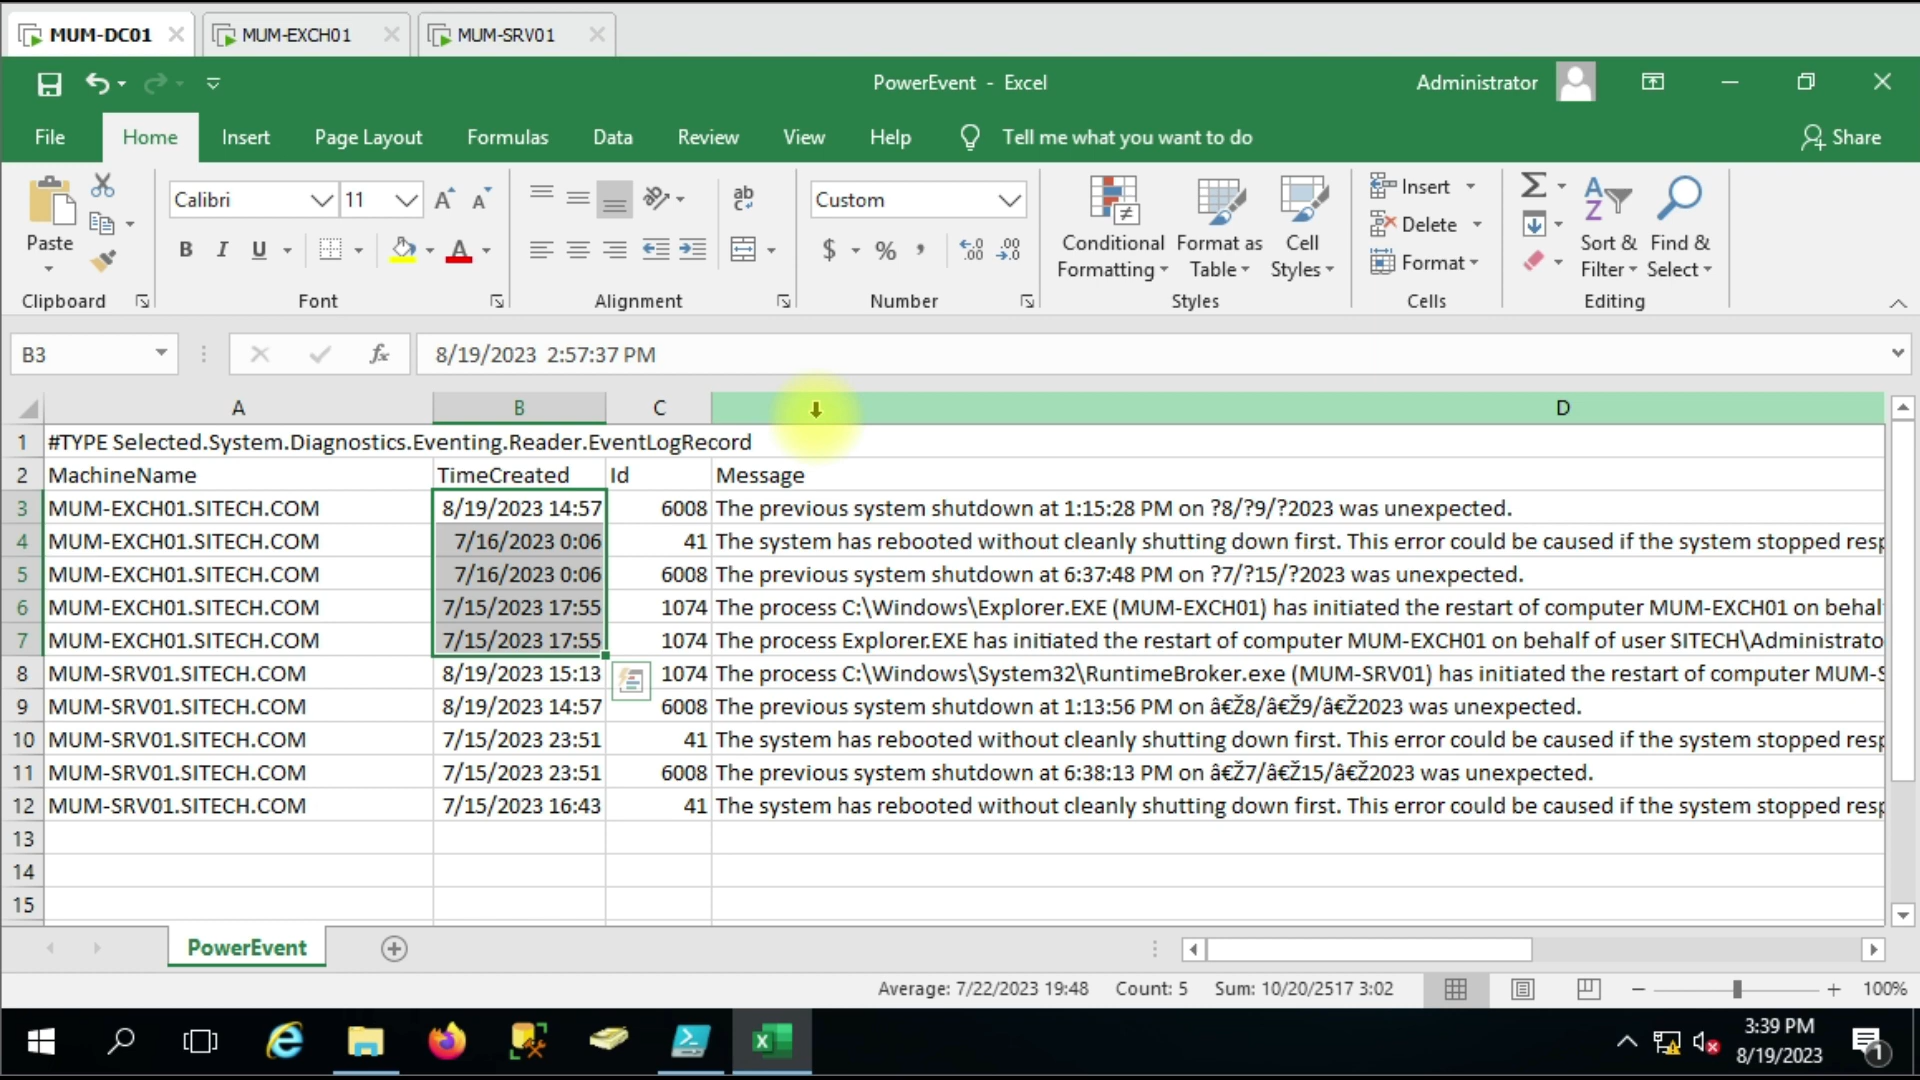 MUM-DC01 MUM-EXCH01 MUM-SRV01
PowerEvent - Excel Administrator
File Home Insert Page Layout Formulas Data Review View Help Tell me what you want to do Share
Calibri 11 Custom Insert
Paste B I U $ % Conditional Formatting Format as Table Cell Styles Delete Sort & Filter Find & Select
Format
Clipboard Font Alignment Number Styles Cells Editing
B3 fx 8/19/2023 2:57:37 PM
A B C D
1 #TYPE Selected.System.Diagnostics.Eventing.Reader.EventLogRecord
2 MachineName TimeCreated Id Message
3 MUM-EXCH01.SITECH.COM 8/19/2023 14:57 6008 The previous system shutdown at 1:15:28 PM on ?8/?9/?2023 was unexpected.
4 MUM-EXCH01.SITECH.COM 7/16/2023 0:06 41 The system has rebooted without cleanly shutting down first. This error could be caused if the system stopped resp
5 MUM-EXCH01.SITECH.COM 7/16/2023 0:06 6008 The previous system shutdown at 6:37:48 PM on ?7/?15/?2023 was unexpected.
6 MUM-EXCH01.SITECH.COM 7/15/2023 17:55 1074 The process C:\Windows\Explorer.EXE (MUM-EXCH01) has initiated the restart of computer MUM-EXCH01 on behal
7 MUM-EXCH01.SITECH.COM 7/15/2023 17:55 1074 The process Explorer.EXE has initiated the restart of computer MUM-EXCH01 on behalf of user SITECH\Administrato
8 MUM-SRV01.SITECH.COM 8/19/2023 15:13 1074 The process C:\Windows\System32\RuntimeBroker.exe (MUM-SRV01) has initiated the restart of computer MUM-S
9 MUM-SRV01.SITECH.COM 8/19/2023 14:57 6008 The previous system shutdown at 1:13:56 PM on â€Ž8/â€Ž9/â€Ž2023 was unexpected.
10 MUM-SRV01.SITECH.COM 7/15/2023 23:51 41 The system has rebooted without cleanly shutting down first. This error could be caused if the system stopped resp
11 MUM-SRV01.SITECH.COM 7/15/2023 23:51 6008 The previous system shutdown at 6:38:13 PM on â€Ž7/â€Ž15/â€Ž2023 was unexpected.
12 MUM-SRV01.SITECH.COM 7/15/2023 16:43 41 The system has rebooted without cleanly shutting down first. This error could be caused if the system stopped resp
13
14
15
PowerEvent
Average: 7/22/2023 19:48 Count: 5 Sum: 10/20/2517 3:02 100%
3:39 PM
8/19/2023 1